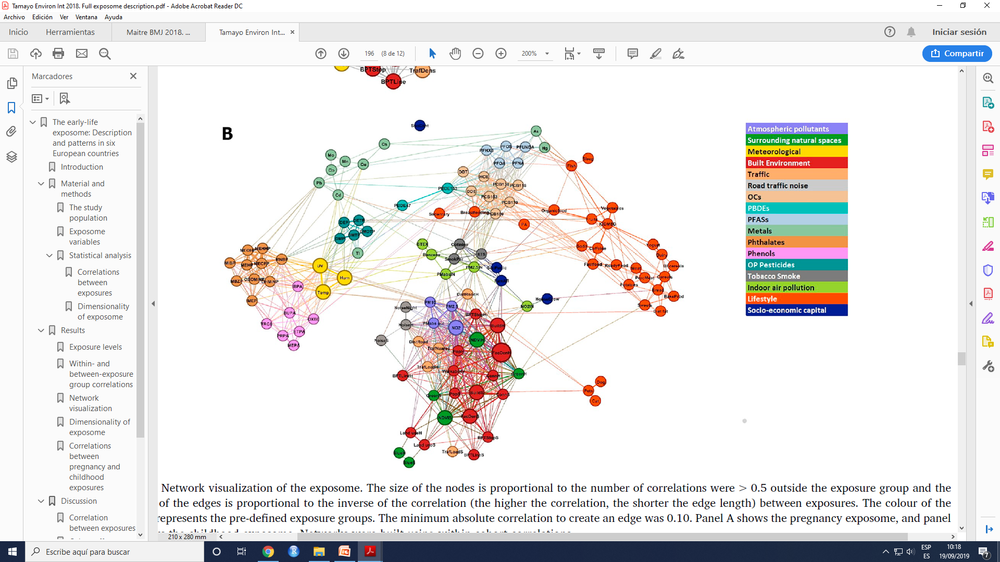 Tamayo Environ Int 2018. Full exposome description.pdf - Adobe Acrobat Reader DC
Archivo Edición Ver Ventana Ayuda
Inicio Herramientas Maitre BMJ 2018. ... Tamayo Environ Int... Iniciar sesión
196 (8 de 12) 200% Compartir
Marcadores
The early-life
exposome: Description
and patterns in six
European countries
Introduction
Material and
methods
The study
population
Exposome
variables
Statistical analysis
Correlations
between
exposures
Dimensionality
of exposome
Results
Exposure levels
Within- and
between-exposure
group correlations
Network
visualization
Dimensionality of
exposome
Correlations
between
pregnancy and
childhood
exposures
Discussion
Correlation
between exposures
BPTStop
TrafDens
BPTLine
B
As
Cs
Hg
Mo
Mn
Cu
Co
Pb
Cd
PFHXS
PFOS
PFUNDA
PFOA
PFNA
Sleep
Fish
DDT
HCB
PCB138
PCB118
PBDE153
DDE
PCB153
PCB170
PBDE47
Sedentary
Breastfeeding
PCB180
Organicfood
Vegetables
Fruits
KIDMED
PA
DEP
DETP
DMDTP
DMP
DMTP
Tl
BTEX
Cotinine
Benzene
SmokPar
ETS
PMabsIN
PM2.5IN
Soda
Caffeine
Yogurt
Dairy
Fastfood
ReadyFood
Meat
BFcereals
ProcMeat
Cereals
Potatoes
Bread
BakeProd
Sweets
Diet fat
MEOHP
MEHHP
MIBP
MEHP
MECPP
MNBP
MBZP
OXOMINP
OHMINP
MEP
UV
Hum
Temp
BPA
BUPA
OXBE
TRCS
PRPA
ETPA
MEPA
DistRoadH
PM10
PM2.5
NoiseNight
NO2IN
HouseCrow
BPTStopH
NoiseH
PMabs out
NO2
BuildH
NoiseS
DistRoad
NDVIH
TrafNearest
PopH
FacDenH
TrafLoadH
BPTLineH
Walkability
ConnH
GreenH
GreenS
PopS
BuildS
ConnS
Dog
Pets
Cat
NDVIS
FacDenS
Land useH
Land useS
BPTStopS
BlueH
BlueS
TrafLoadS
BPTLineS
Atmospheric pollutants
Surrounding natural spaces
Meteorological
Built Environment
Traffic
Road traffic noise
OCs
PBDEs
PFASs
Metals
Phthalates
Phenols
OP Pesticides
Tobacco Smoke
Indoor air pollution
Lifestyle
Socio-economic capital
Network visualization of the exposome. The size of the nodes is proportional to the number of correlations were > 0.5 outside the exposure group and the
of the edges is proportional to the inverse of the correlation (the higher the correlation, the shorter the edge length) between exposures. The colour of the
represents the pre-defined exposure groups. The minimum absolute correlation to create an edge was 0.10. Panel A shows the pregnancy exposome, and panel
210 x 280 mm
Escribe aquí para buscar
ESP
ES
10:18
19/09/2019
7